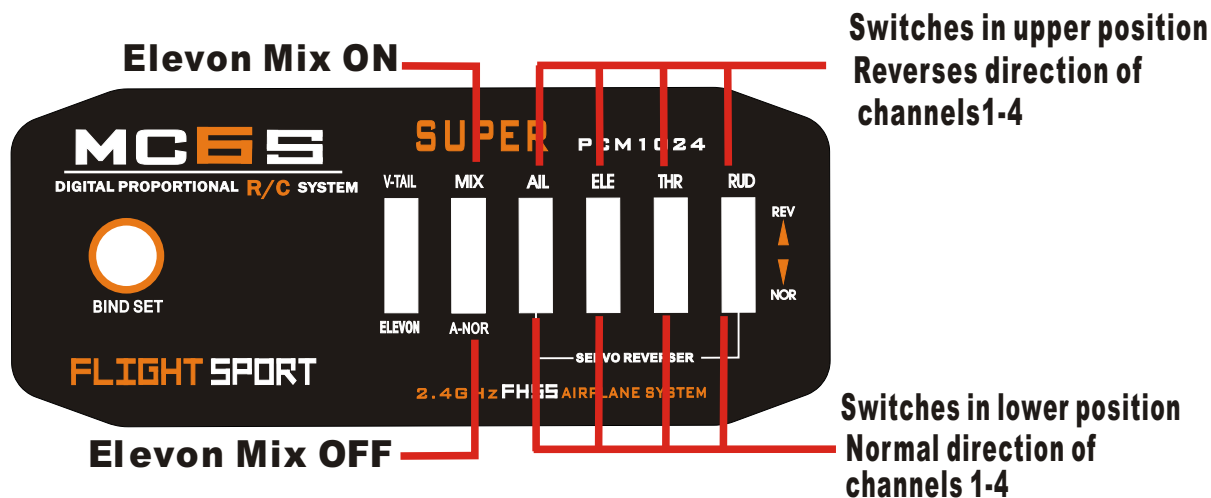 Switches in upper position
Reverses direction of
channels1-4
Elevon Mix ON
MC6S
SUPER
PCM1024
DIGITAL PROPORTIONAL R/C SYSTEM
V-TAIL MIX AIL ELE THR RUD
REV
NOR
BIND SET
ELEVON A-NOR
SERVO REVERSER
FLIGHT SPORT
2.4GHz FHSS AIRPLANE SYSTEM
Elevon Mix OFF
Switches in lower position
Normal direction of
channels 1-4